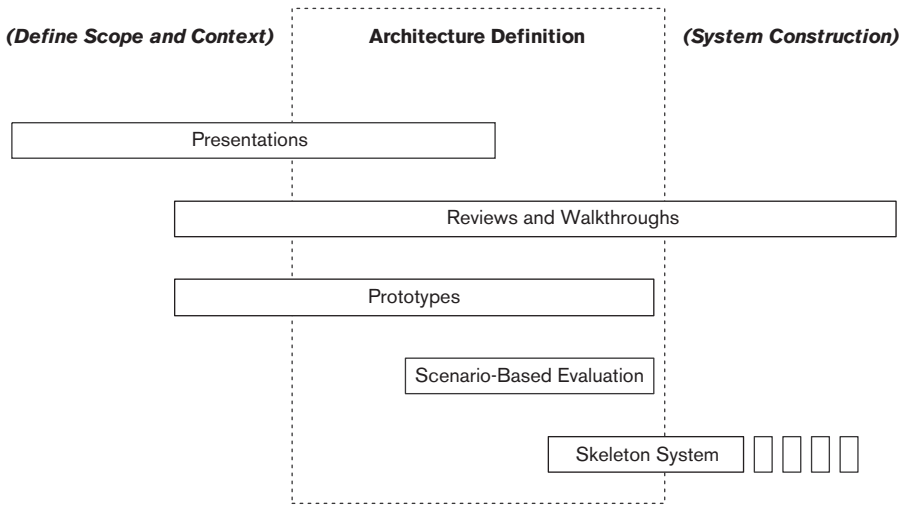 (Define Scope and Context) Architecture Definition (System Construction)
Presentations
Reviews and Walkthroughs
Prototypes
Scenario-Based Evaluation
Skeleton System